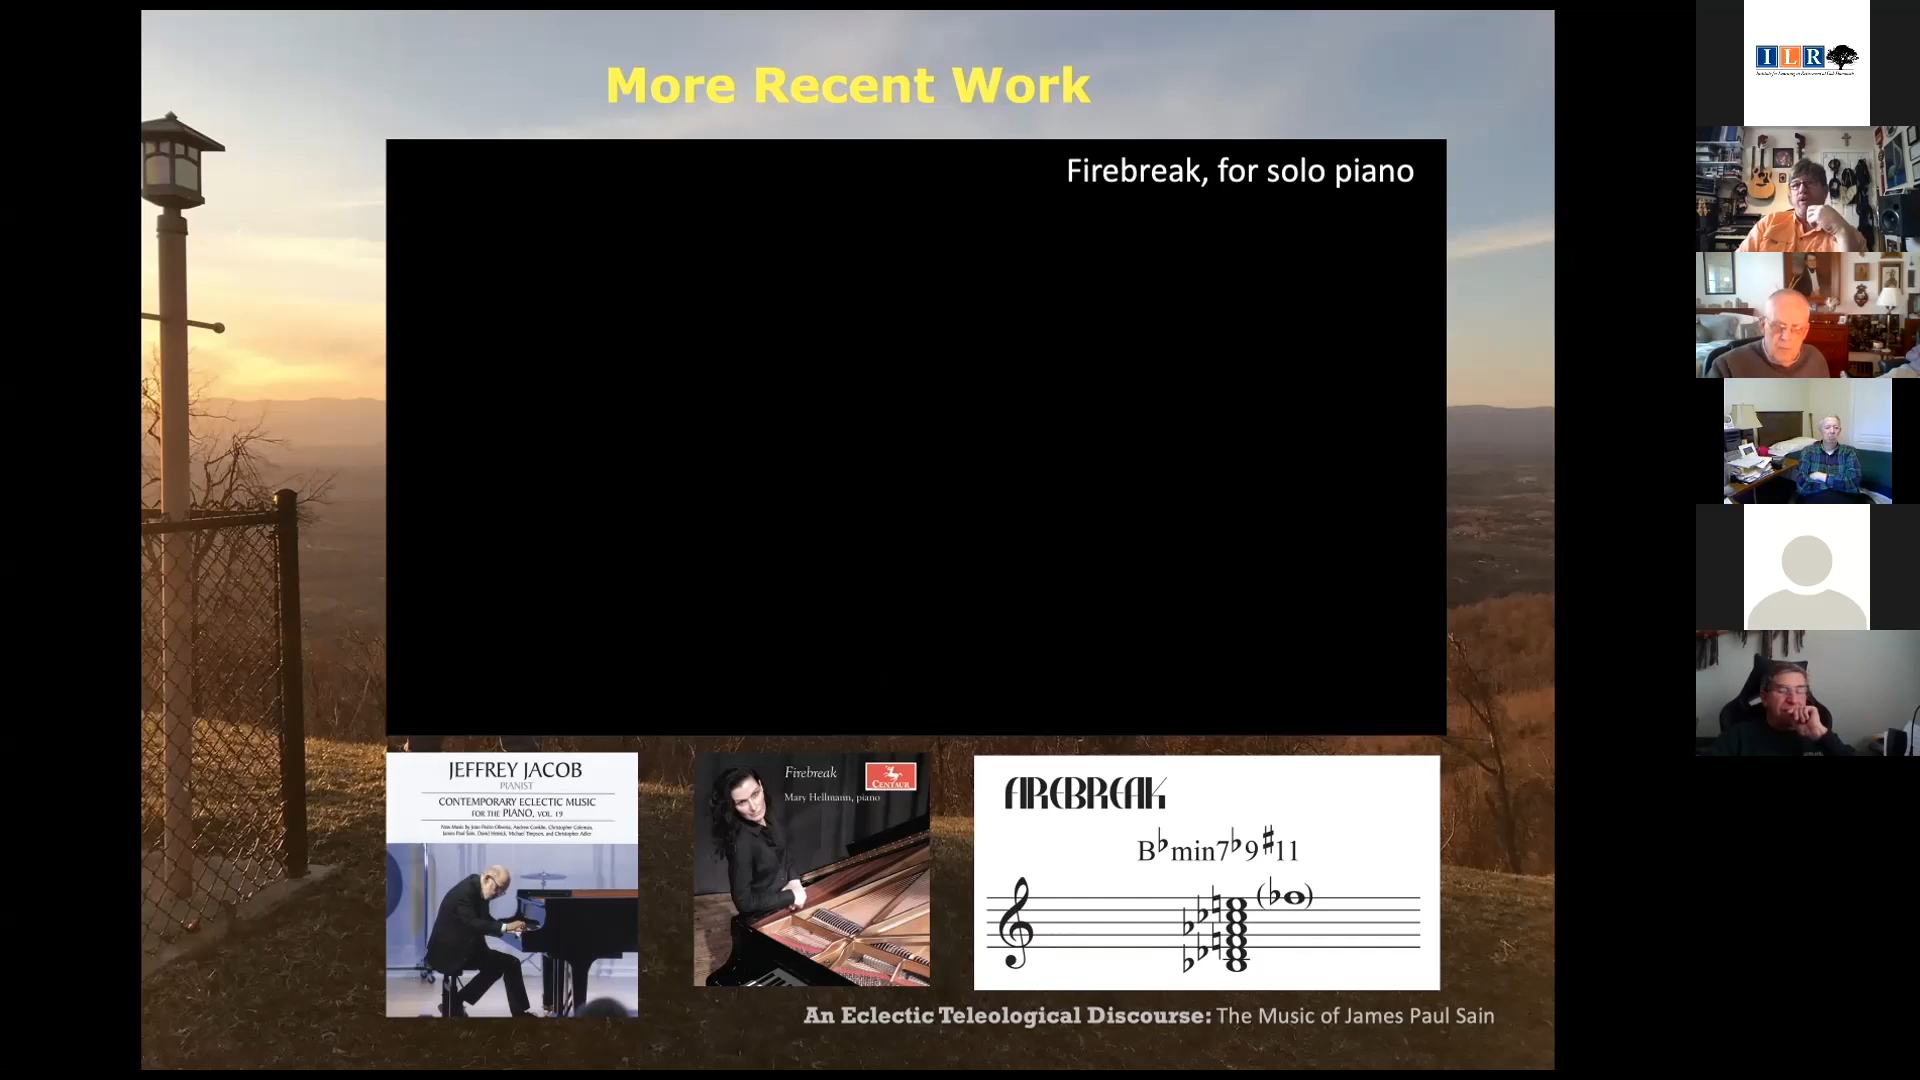 More Recent Work
Firebreak, for solo piano
JEFFREY JACOB
PIANIST
CONTEMPORARY ECLECTIC MUSIC
FOR THE PIANO, VOL. 19
Firebreak
CENTAUR
Mary Hellmann, piano
FIREBREAK
B♭min7♭9♯11
(♭)
An Eclectic Teleological Discourse: The Music of James Paul Sain
ILR